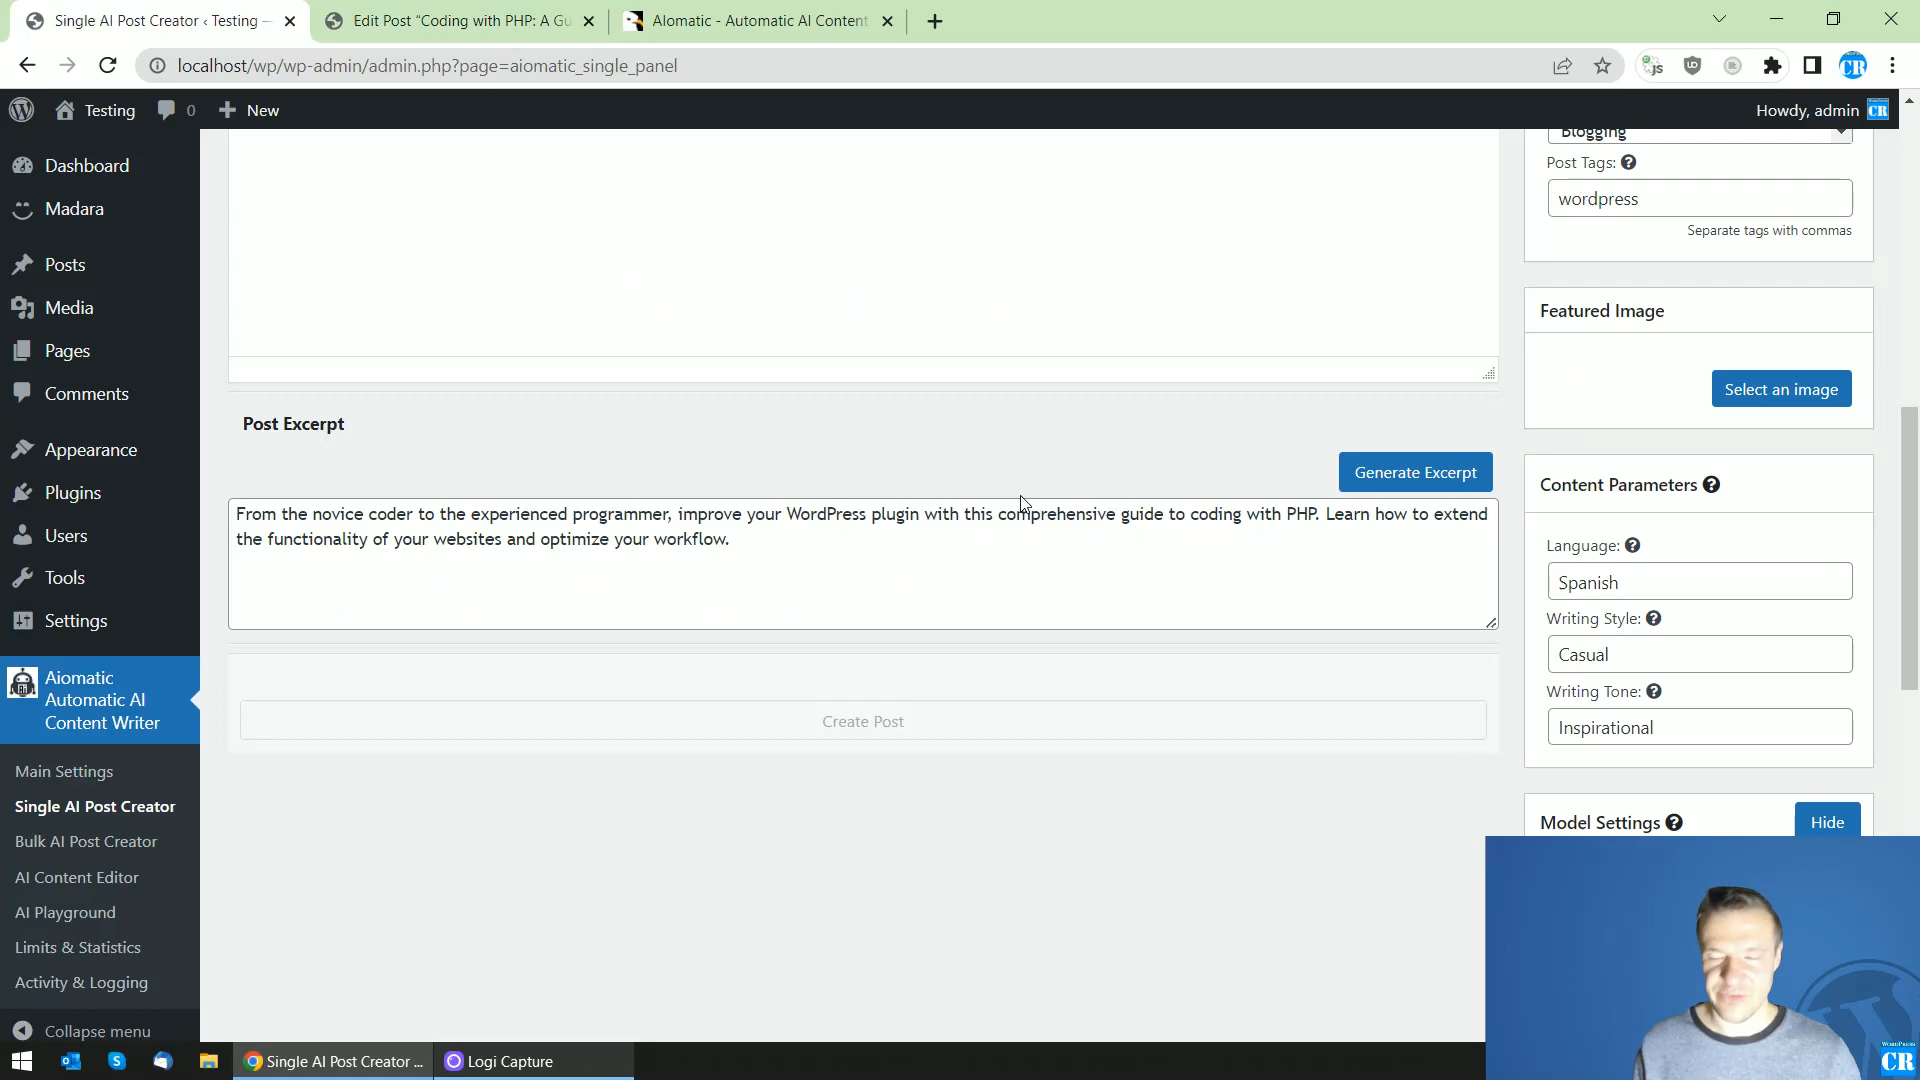 Single AI Post Creator ‹ Testing —
Edit Post “Coding with PHP: A Gu
AIomatic - Automatic AI Content
localhost/wp/wp-admin/admin.php?page=aiomatic_single_panel
Testing
0
New
Howdy, admin
Dashboard
Madara
Posts
Media
Pages
Comments
Appearance
Plugins
Users
Tools
Settings
Aiomatic
Automatic AI
Content Writer
Main Settings
Single AI Post Creator
Bulk AI Post Creator
AI Content Editor
AI Playground
Limits & Statistics
Activity & Logging
Collapse menu
Post Excerpt
Generate Excerpt
From the novice coder to the experienced programmer, improve your WordPress plugin with this comprehensive guide to coding with PHP. Learn how to extend
the functionality of your websites and optimize your workflow.
Create Post
Blogging
Post Tags:
wordpress
Separate tags with commas
Featured Image
Select an image
Content Parameters
Language:
Spanish
Writing Style:
Casual
Writing Tone:
Inspirational
Model Settings
Hide
Single AI Post Creator ...
Logi Capture
WORDPRESS
CR